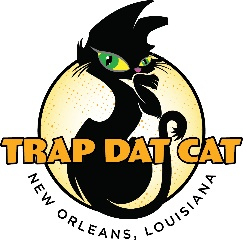 TRAP DAT CAT
NEW ORLEANS, LOUISIANA